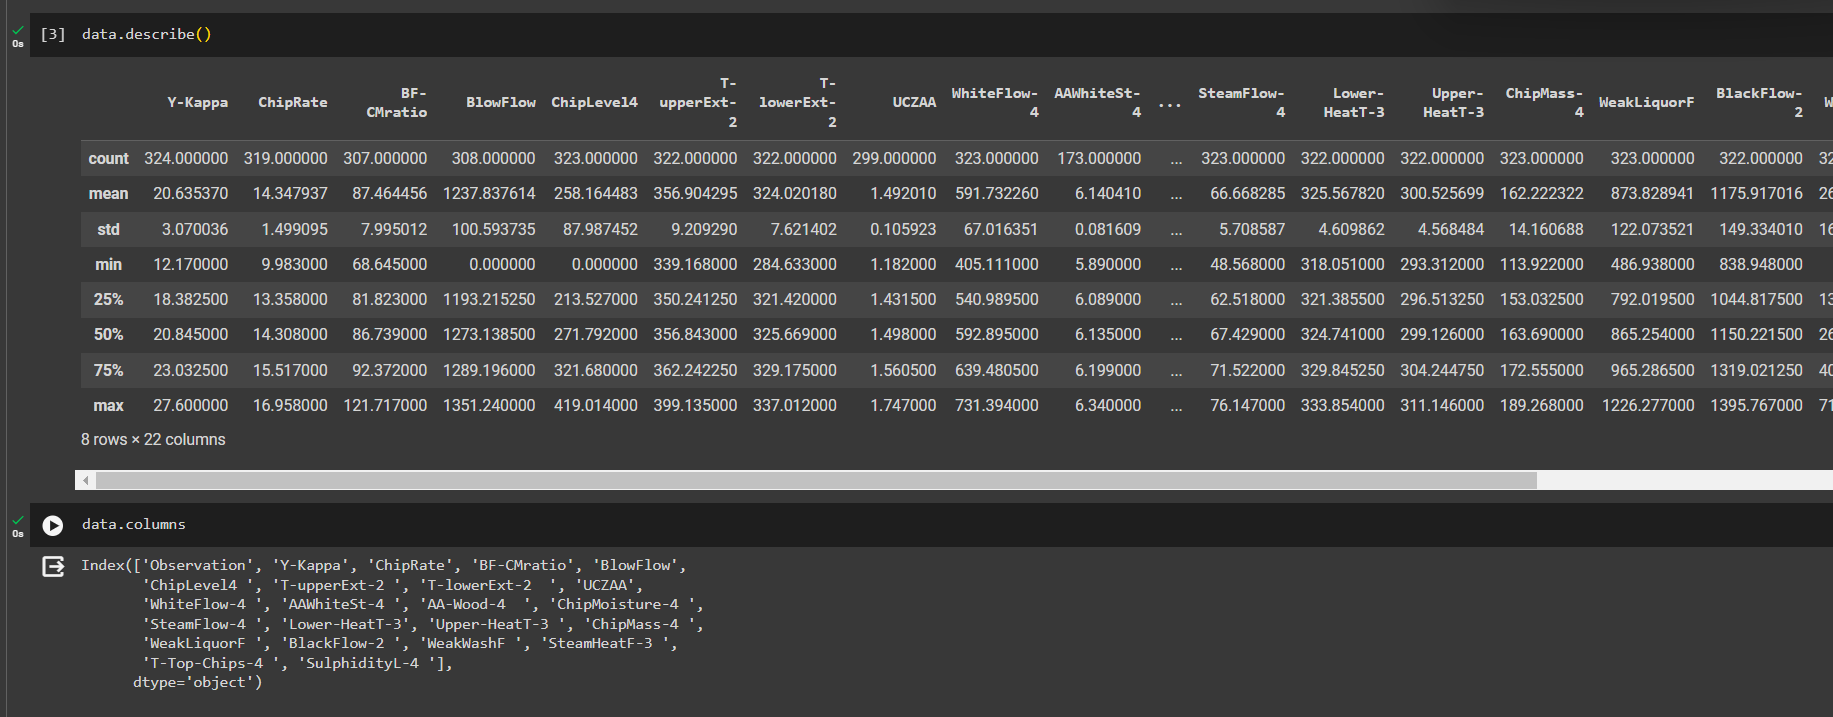 [3] data.describe()
0s
Y-Kappa ChipRate BF-CMratio BlowFlow ChipLevel4 T-upperExt-2 T-lowerExt-2 UCZAA WhiteFlow-4 AAWhiteSt-4 ... SteamFlow-4 Lower-HeatT-3 Upper-HeatT-3 ChipMass-4 WeakLiquorF BlackFlow-2 W
count 324.000000 319.000000 307.000000 308.000000 323.000000 322.000000 322.000000 299.000000 323.000000 173.000000 ... 323.000000 322.000000 322.000000 323.000000 323.000000 322.000000 32
mean 20.635370 14.347937 87.464456 1237.837614 258.164483 356.904295 324.020180 1.492010 591.732260 6.140410 ... 66.668285 325.567820 300.525699 162.222322 873.828941 1175.917016 26
std 3.070036 1.499095 7.995012 100.593735 87.987452 9.209290 7.621402 0.105923 67.016351 0.081609 ... 5.708587 4.609862 4.568484 14.160688 122.073521 149.334010 16
min 12.170000 9.983000 68.645000 0.000000 0.000000 339.168000 284.633000 1.182000 405.111000 5.890000 ... 48.568000 318.051000 293.312000 113.922000 486.938000 838.948000
25% 18.382500 13.358000 81.823000 1193.215250 213.527000 350.241250 321.420000 1.431500 540.989500 6.089000 ... 62.518000 321.385500 296.513250 153.032500 792.019500 1044.817500 13
50% 20.845000 14.308000 86.739000 1273.138500 271.792000 356.843000 325.669000 1.498000 592.895000 6.135000 ... 67.429000 324.741000 299.126000 163.690000 865.254000 1150.221500 26
75% 23.032500 15.517000 92.372000 1289.196000 321.680000 362.242250 329.175000 1.560500 639.480500 6.199000 ... 71.522000 329.845250 304.244750 172.555000 965.286500 1319.021250 40
max 27.600000 16.958000 121.717000 1351.240000 419.014000 399.135000 337.012000 1.747000 731.394000 6.340000 ... 76.147000 333.854000 311.146000 189.268000 1226.277000 1395.767000 71
8 rows × 22 columns
data.columns
0s
Index(['Observation', 'Y-Kappa', 'ChipRate', 'BF-CMratio', 'BlowFlow',
'ChipLevel4 ', 'T-upperExt-2 ', 'T-lowerExt-2  ', 'UCZAA',
'WhiteFlow-4 ', 'AAWhiteSt-4 ', 'AA-Wood-4  ', 'ChipMoisture-4 ',
'SteamFlow-4 ', 'Lower-HeatT-3', 'Upper-HeatT-3 ', 'ChipMass-4 ',
'WeakLiquorF ', 'BlackFlow-2 ', 'WeakWashF ', 'SteamHeatF-3 ',
'T-Top-Chips-4 ', 'SulphidityL-4 '],
dtype='object')